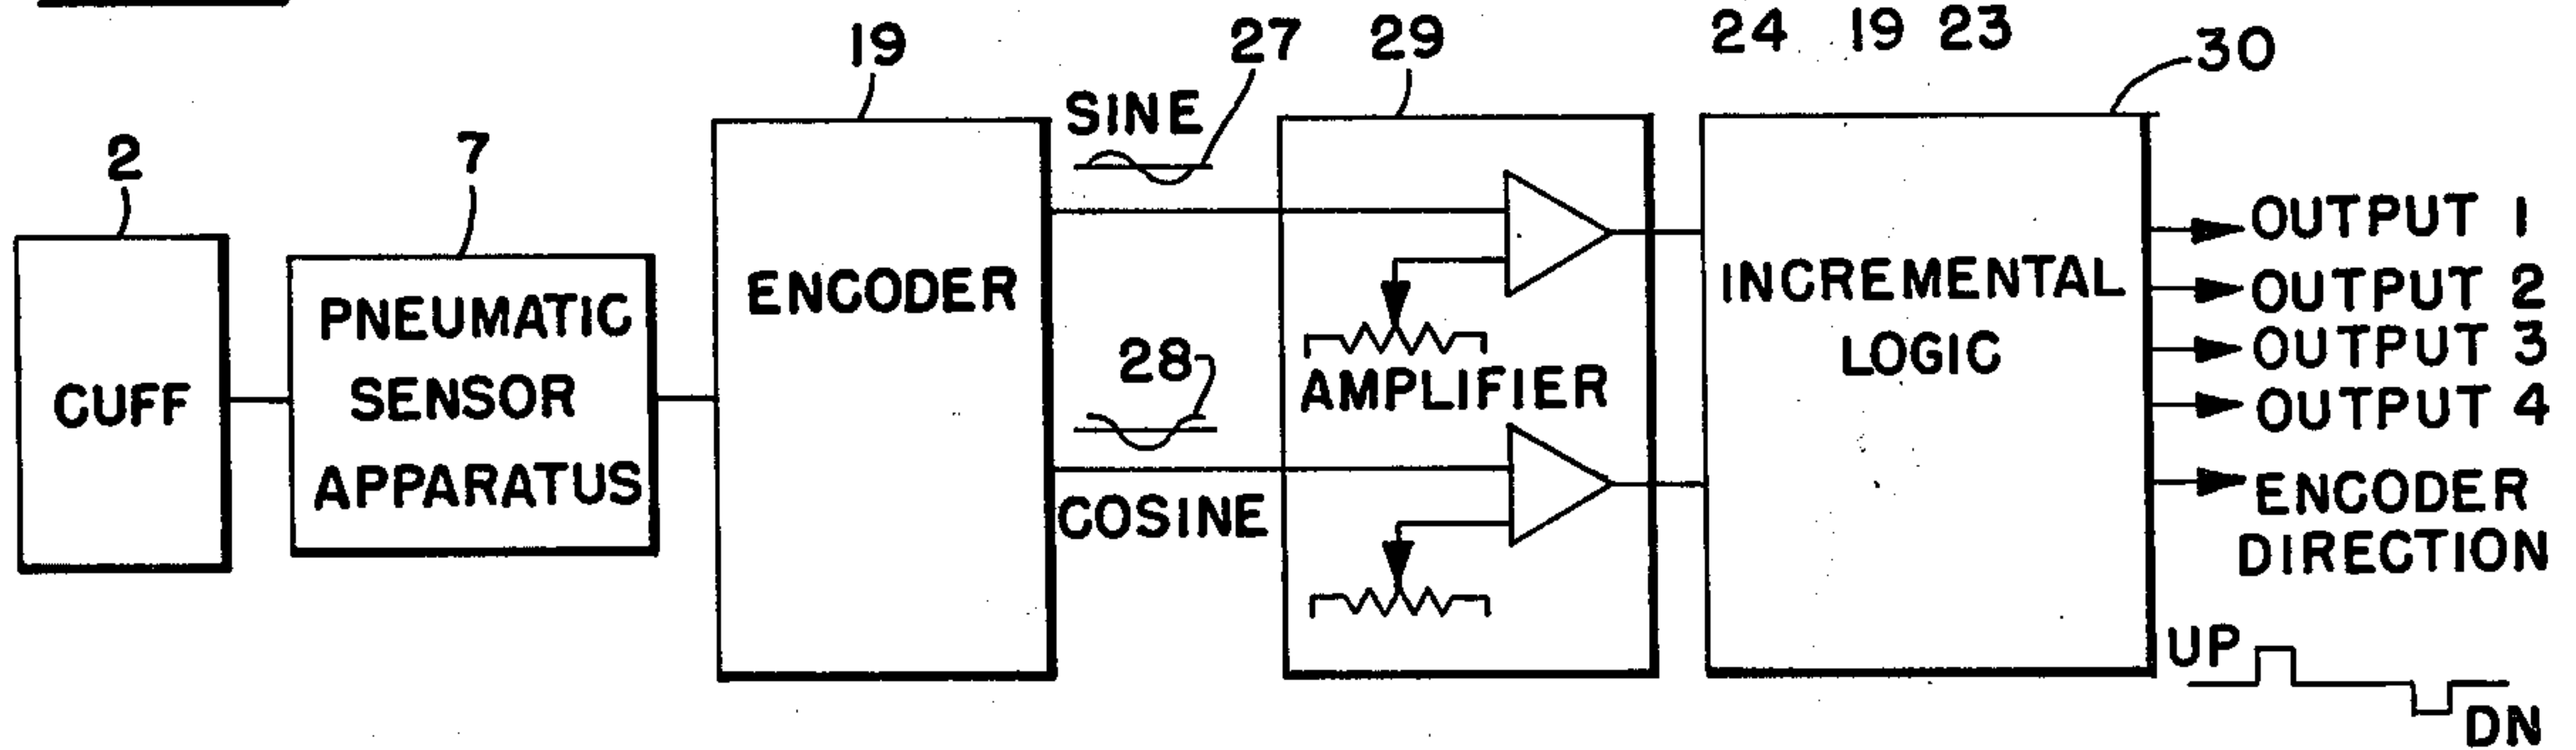 24 19 23
2
7
19
27
29
30
SINE
28
COSINE
CUFF
PNEUMATIC
SENSOR
APPARATUS
ENCODER
AMPLIFIER
INCREMENTAL
LOGIC
OUTPUT 1
OUTPUT 2
OUTPUT 3
OUTPUT 4
ENCODER
DIRECTION
UP
DN